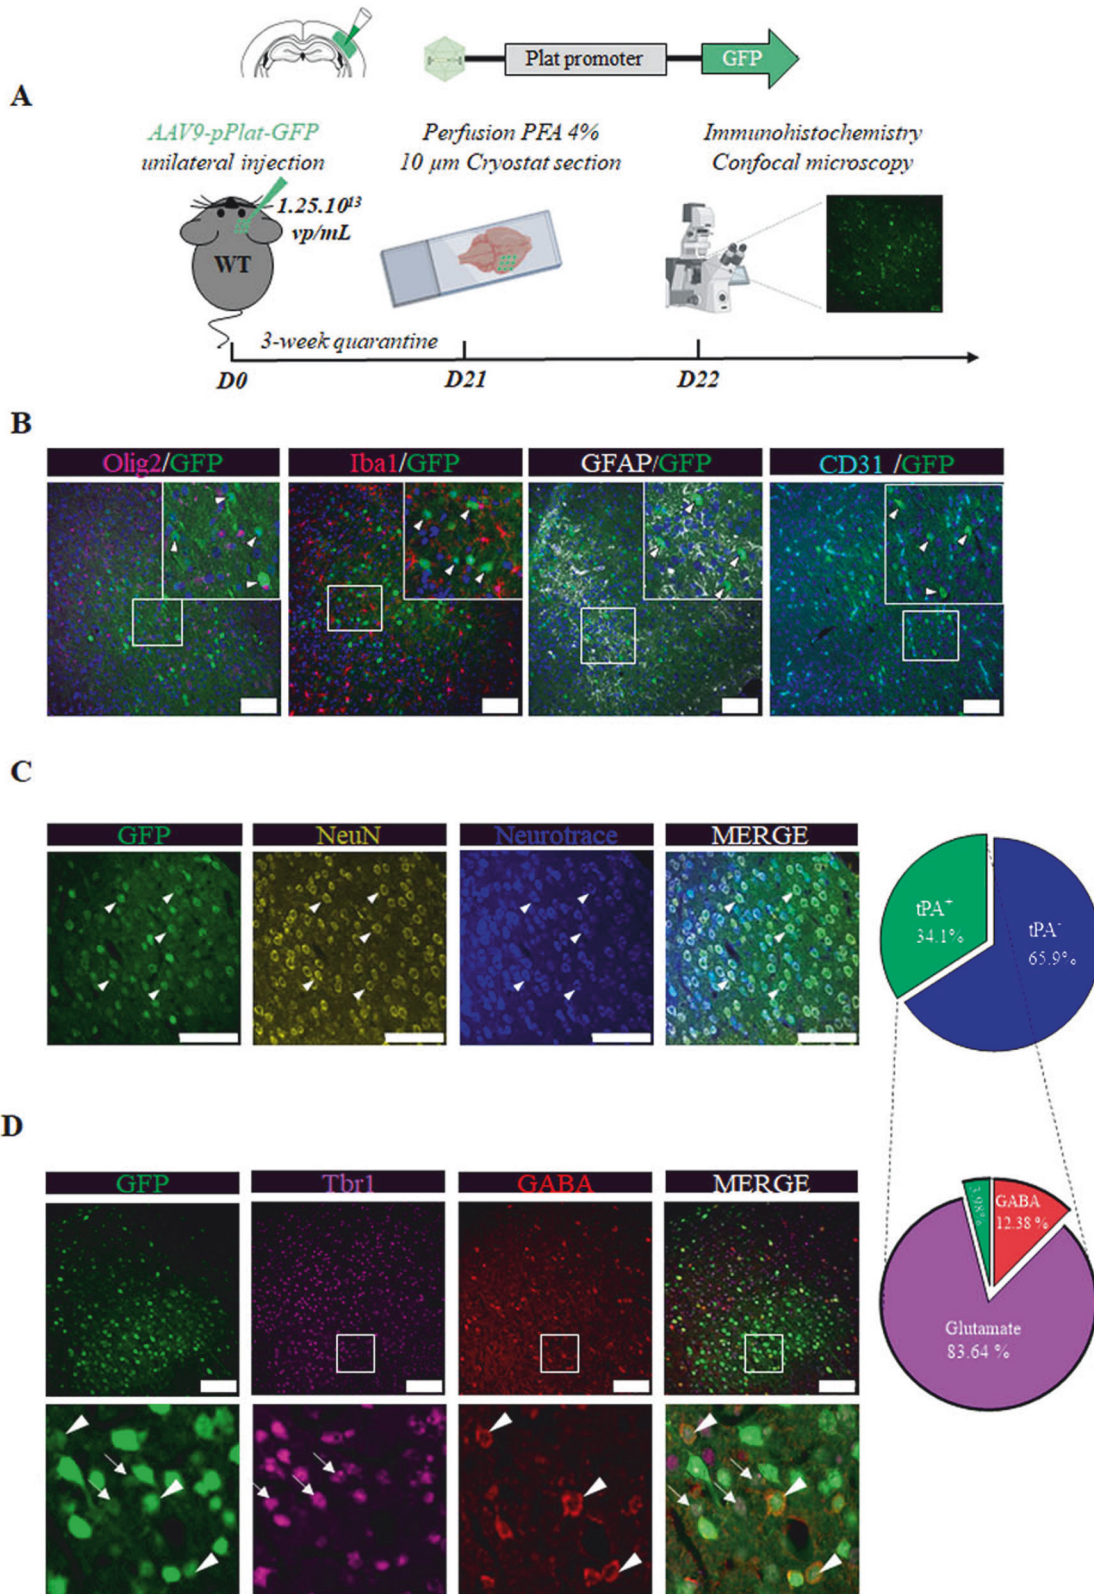 Plat promoter
GFP
A
AAV9-pPlat-GFP
unilateral injection
Perfusion PFA 4%
10 µm Cryostat section
Immunohistochemistry
Confocal microscopy
1.25.10¹³
vp/mL
WT
3-week quarantine
D0
D21
D22
B
Olig2/GFP
Iba1/GFP
GFAP/GFP
CD31 /GFP
C
GFP
NeuN
Neurotrace
MERGE
tPA⁺
34.1%
tPA⁻
65.9%
D
GFP
Tbr1
GABA
MERGE
3.98%
GABA
12.38 %
Glutamate
83.64 %